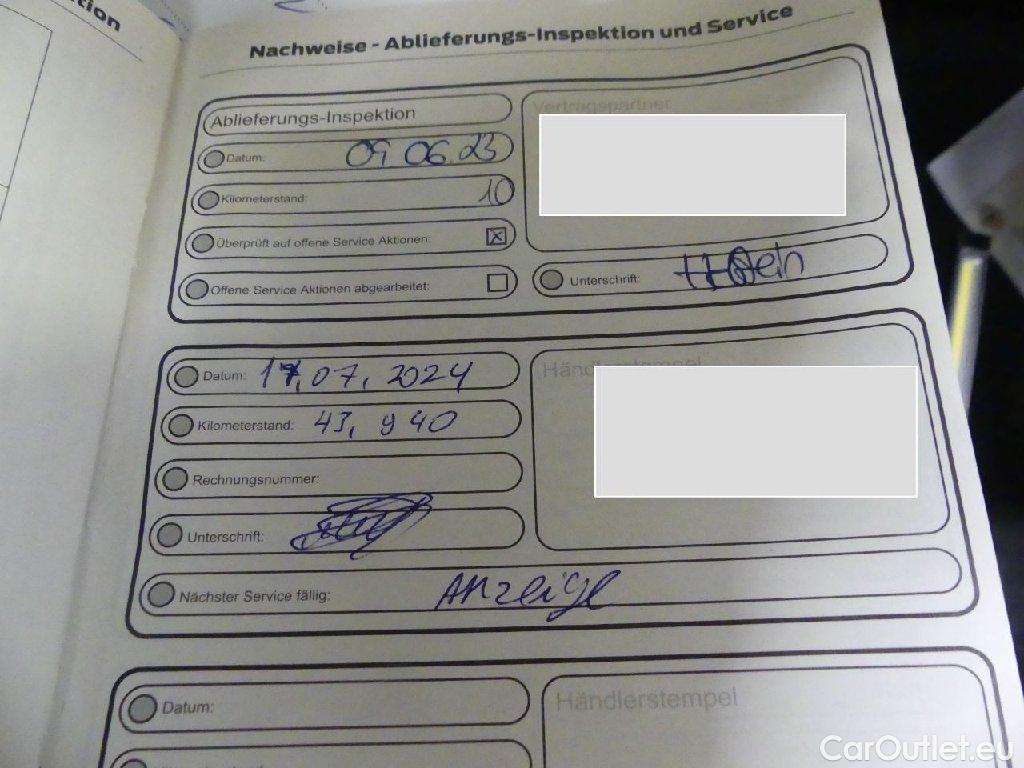 tion
Nachweise - Ablieferungs-Inspektion und Service
Ablieferungs-Inspektion
Vertragspartner
Datum: 09 06.23
Kilometerstand: 10
Überprüft auf offene Service Aktionen: ☒
Offene Service Aktionen abgearbeitet: ☐
Unterschrift:
Datum: 17.07.2024
Händlerstempel
Kilometerstand: 43,940
Rechnungsnummer:
Unterschrift:
Nächster Service fällig: Anzeige
Datum:
Händlerstempel
CarOutlet.eu